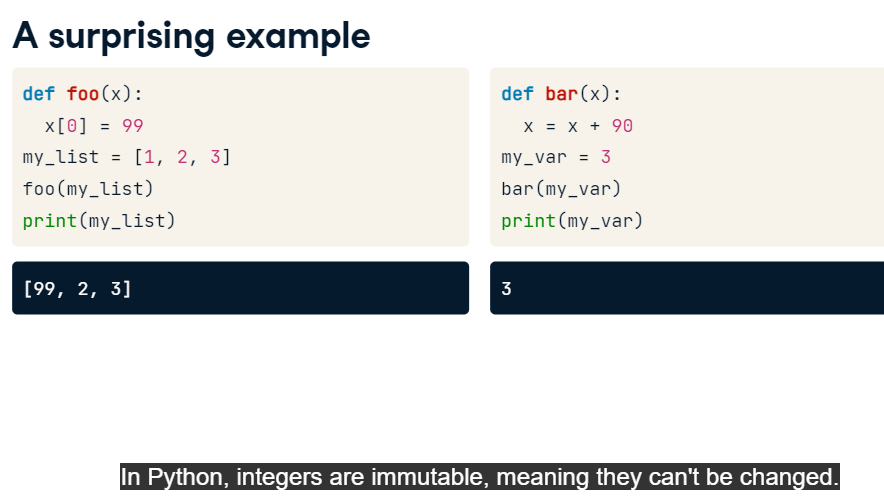 A surprising example
def foo(x):
  x[0] = 99
my_list = [1, 2, 3]
foo(my_list)
print(my_list)
[99, 2, 3]
def bar(x):
  x = x + 90
my_var = 3
bar(my_var)
print(my_var)
3
In Python, integers are immutable, meaning they can't be changed.